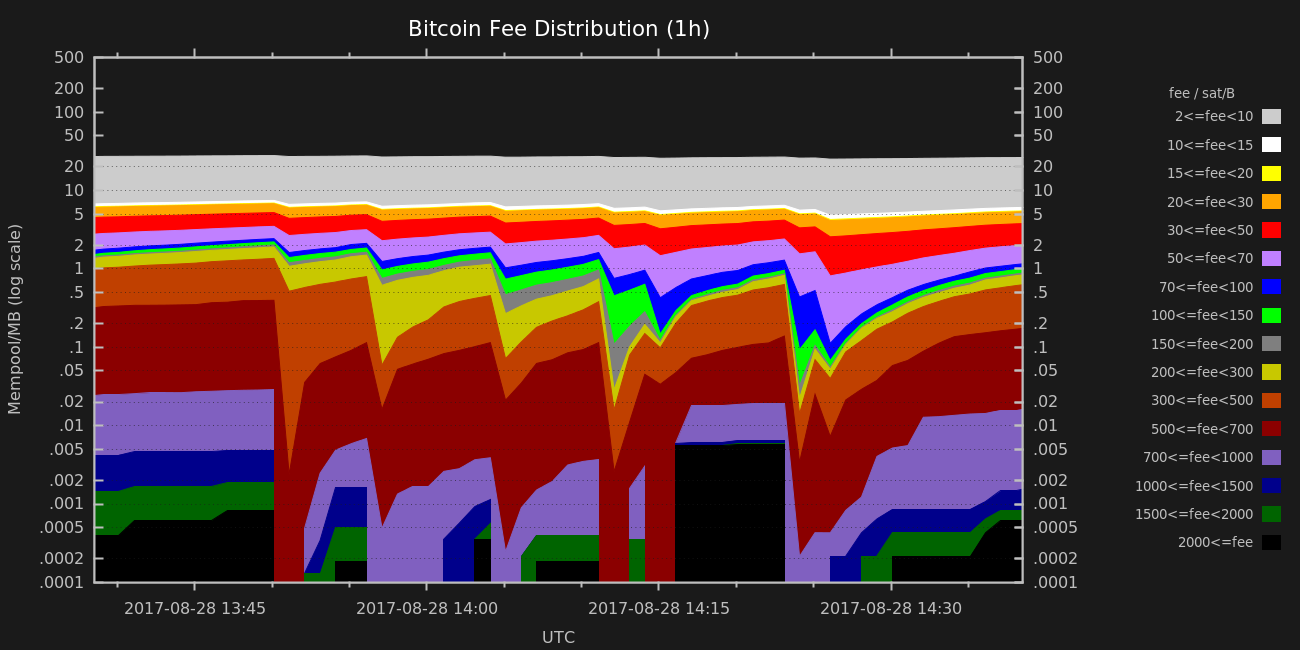 Bitcoin Fee Distribution (1h)
500
200
100
50
20
10
5
2
1
.5
.2
.1
.05
.02
.01
.005
.002
.001
.0005
.0002
.0001
Mempool/MB (log scale)
500
200
100
50
20
10
5
2
1
.5
.2
.1
.05
.02
.01
.005
.002
.001
.0005
.0002
.0001
2017-08-28 13:45
2017-08-28 14:00
2017-08-28 14:15
2017-08-28 14:30
UTC
fee / sat/B
2<=fee<10
10<=fee<15
15<=fee<20
20<=fee<30
30<=fee<50
50<=fee<70
70<=fee<100
100<=fee<150
150<=fee<200
200<=fee<300
300<=fee<500
500<=fee<700
700<=fee<1000
1000<=fee<1500
1500<=fee<2000
2000<=fee